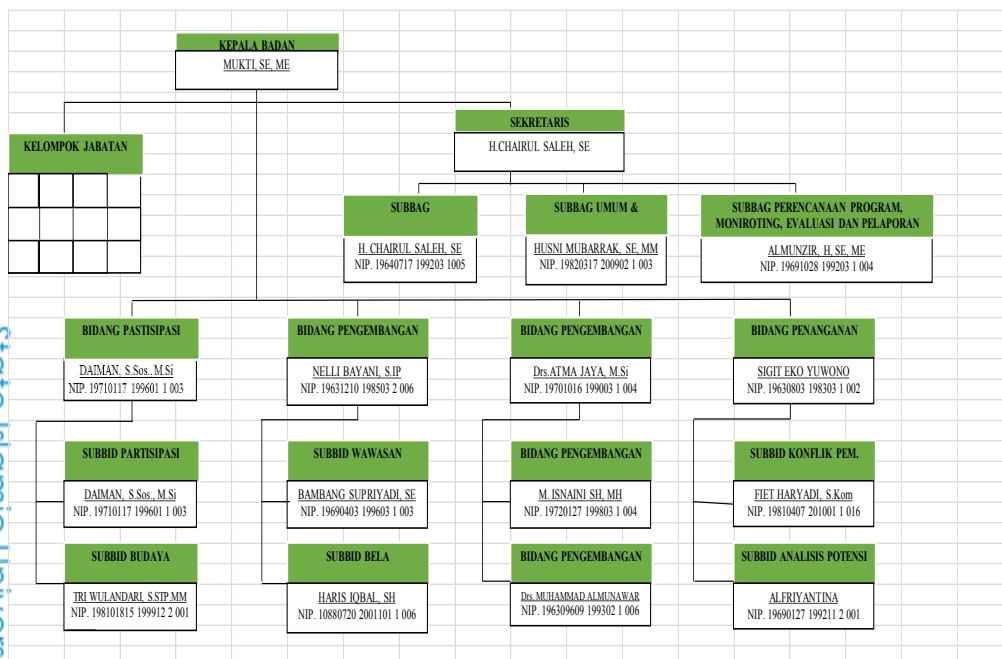 KEPALA BADAN
MUKTI, SE, ME
SEKRETARIS
H.CHAIRUL SALEH, SE
KELOMPOK JABATAN
SUBBAG
H. CHAIRUL SALEH, SE
NIP. 19640717 199203 1005
SUBBAG UMUM &
HUSNI MUBARRAK, SE, MM
NIP. 19820317 200902 1 003
SUBBAG PERENCANAAN PROGRAM,
MONIROTING, EVALUASI DAN PELAPORAN
ALMUNZIR, H, SE, ME
NIP. 19691028 199203 1 004
BIDANG PASTISIPASI
DAIMAN, S.Sos., M.Si
NIP. 19710117 199601 1 003
BIDANG PENGEMBANGAN
NELLI BAYANI, S.IP
NIP. 19631210 198503 2 006
BIDANG PENGEMBANGAN
Drs.ATMA JAYA, M.Si
NIP. 19701016 199003 1 004
BIDANG PENANGANAN
SIGIT EKO YUWONO
NIP. 19630803 198303 1 002
SUBBID PARTISIPASI
DAIMAN, S.Sos., M.Si
NIP. 19710117 199601 1 003
SUBBID WAWASAN
BAMBANG SUPRIYADI, SE
NIP. 19690403 199603 1 003
BIDANG PENGEMBANGAN
M. ISNAINI SH, MH
NIP. 19720127 199803 1 004
SUBBID KONFLIK PEM.
FIET HARYADI, S.Kom
NIP. 19810407 201001 1 016
SUBBID BUDAYA
TRI WULANDARI, S.STP.MM
NIP. 198101815 199912 2 001
SUBBID BELA
HARIS IQBAL, SH
NIP. 10880720 2001101 1 006
BIDANG PENGEMBANGAN
Drs. MUHAMMAD ALMUNAWAR
NIP. 196309609 199302 1 006
SUBBID ANALISIS POTENSI
ALFRIYANTINA
NIP. 19690127 199211 2 001